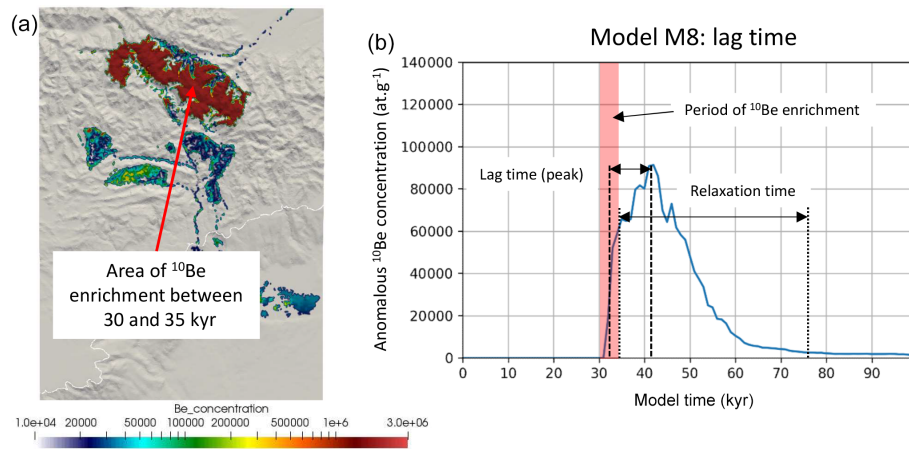 (a)
Area of ¹⁰Be
enrichment between
30 and 35 kyr
Be_concentration
1.0e+04 20000 50000 100000 200000 500000 1e+6 3.0e+06
(b)
Model M8: lag time
Anomalous ¹⁰Be concentration (at.g⁻¹)
140000
120000
100000
80000
60000
40000
20000
0
Period of ¹⁰Be enrichment
Lag time (peak)
Relaxation time
0 10 20 30 40 50 60 70 80 90
Model time (kyr)